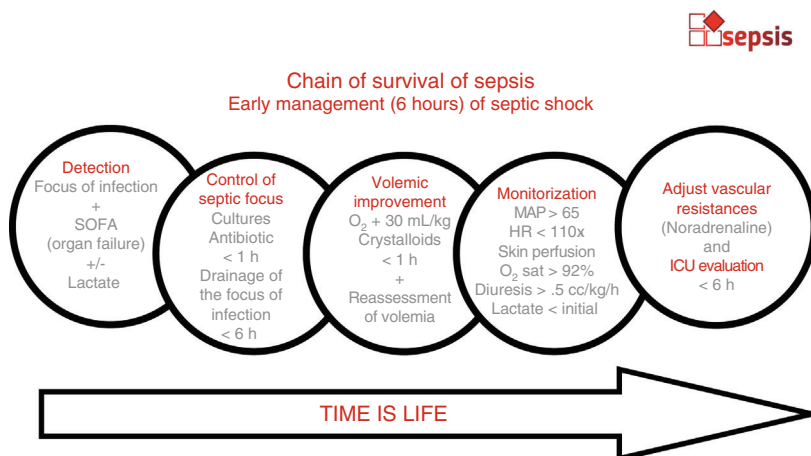 sepsis
Chain of survival of sepsis
Early management (6 hours) of septic shock
Detection
Focus of infection
+
SOFA
(organ failure)
+/-
Lactate
Control of
septic focus
Cultures
Antibiotic
< 1 h
Drainage of
the focus of
infection
< 6 h
Volemic
improvement
O₂ + 30 mL/kg
Crystalloids
< 1 h
+
Reassessment
of volemia
Monitorization
MAP > 65
HR < 110x
Skin perfusion
O₂ sat > 92%
Diuresis > .5 cc/kg/h
Lactate < initial
Adjust vascular
resistances
(Noradrenaline)
and
ICU evaluation
< 6 h
TIME IS LIFE